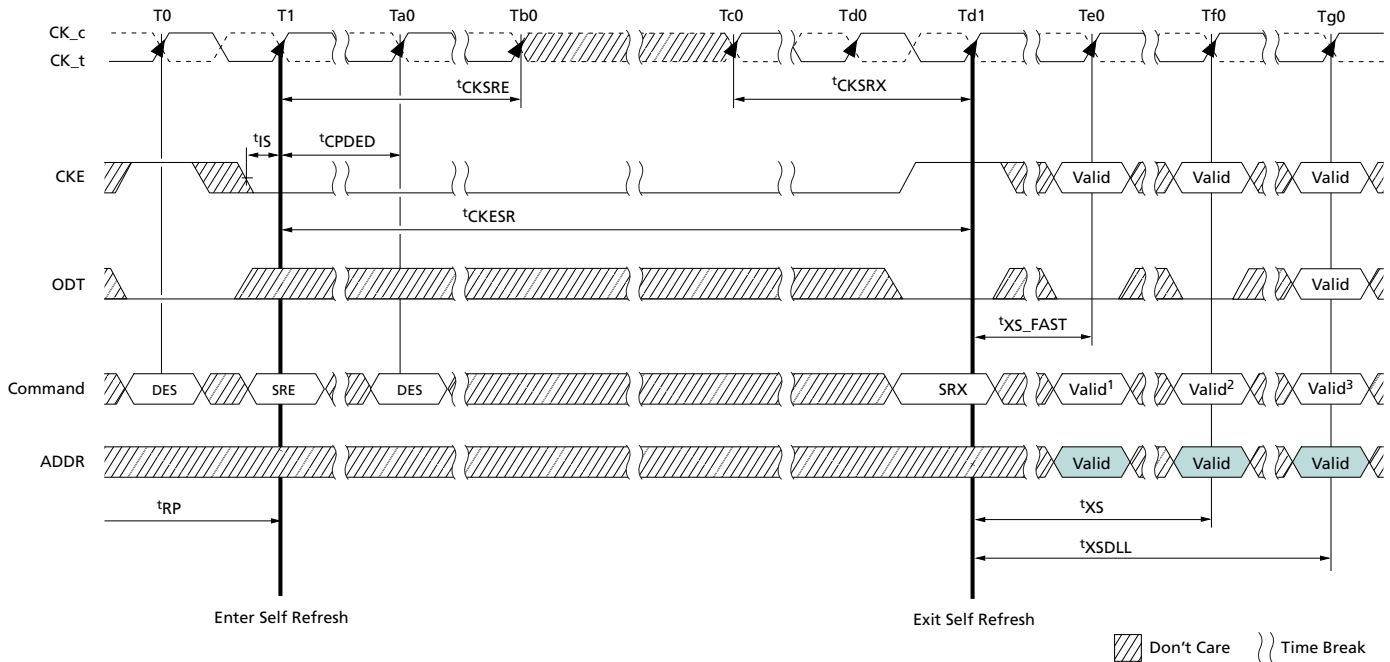 T0 T1 Ta0 Tb0 Tc0 Td0 Td1 Te0 Tf0 Tg0
CK_c
CK_t
tCKSRE tCKSRX
tIS tCPDED
CKE Valid Valid Valid
tCKESR
ODT Valid
tXS_FAST
Command DES SRE DES SRX Valid1 Valid2 Valid3
ADDR Valid Valid Valid
tRP tXS
tXSDLL
Enter Self Refresh Exit Self Refresh
Don't Care Time Break